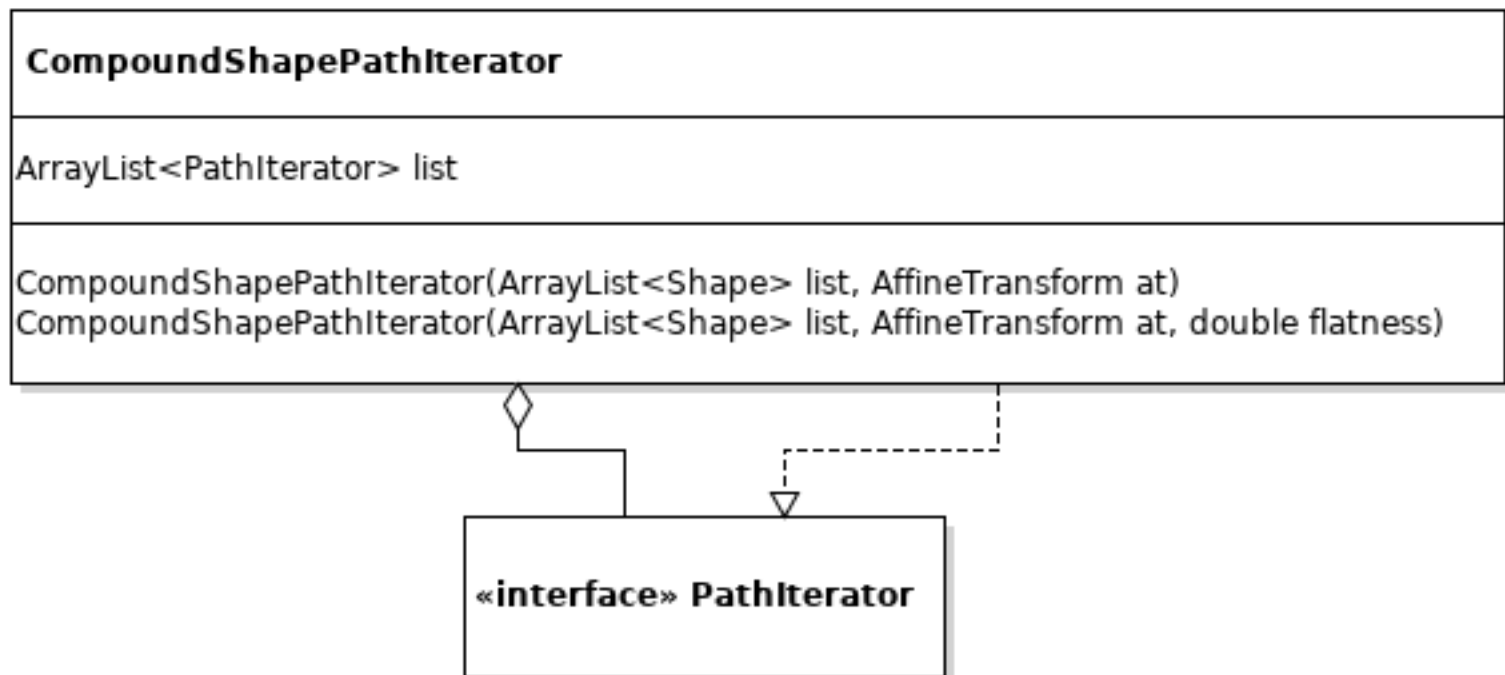 CompoundShapePathIterator
ArrayList<PathIterator> list
CompoundShapePathIterator(ArrayList<Shape> list, AffineTransform at)
CompoundShapePathIterator(ArrayList<Shape> list, AffineTransform at, double flatness)
«interface» PathIterator